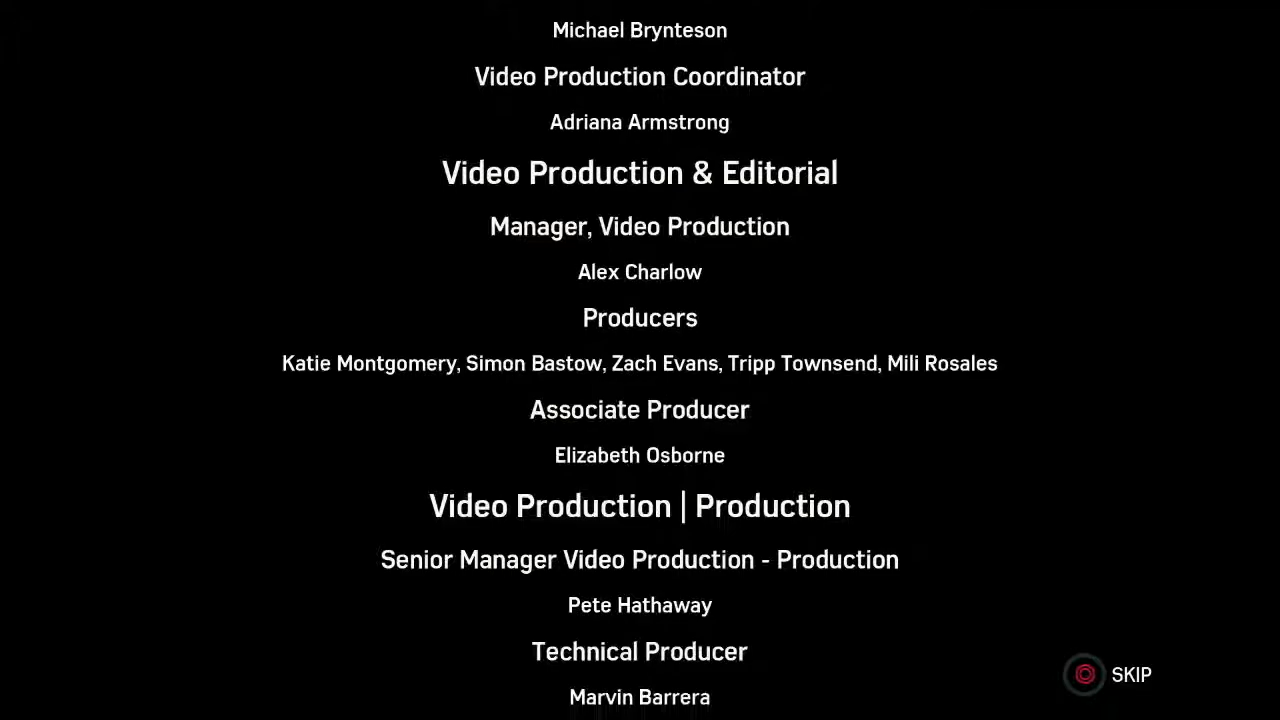 Michael Brynteson
Video Production Coordinator
Adriana Armstrong
Video Production & Editorial
Manager, Video Production
Alex Charlow
Producers
Katie Montgomery, Simon Bastow, Zach Evans, Tripp Townsend, Mili Rosales
Associate Producer
Elizabeth Osborne
Video Production | Production
Senior Manager Video Production - Production
Pete Hathaway
Technical Producer
Marvin Barrera
SKIP